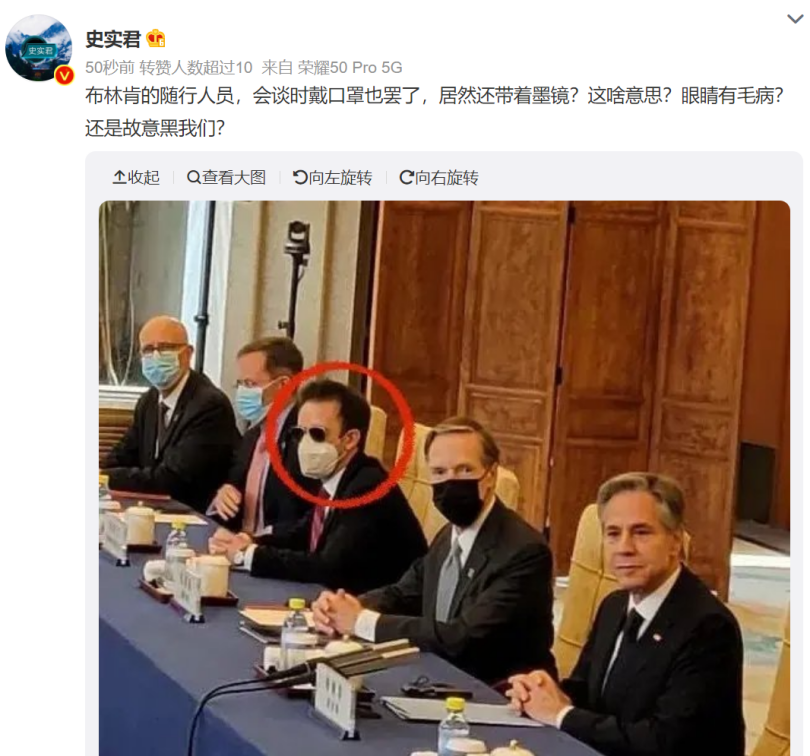 史实君
史实君
50秒前 转赞人数超过10 来自 荣耀50 Pro 5G
布林肯的随行人员，会谈时戴口罩也罢了，居然还带着墨镜？这啥意思？眼睛有毛病？
还是故意黑我们？
收起 查看大图 向左旋转 向右旋转